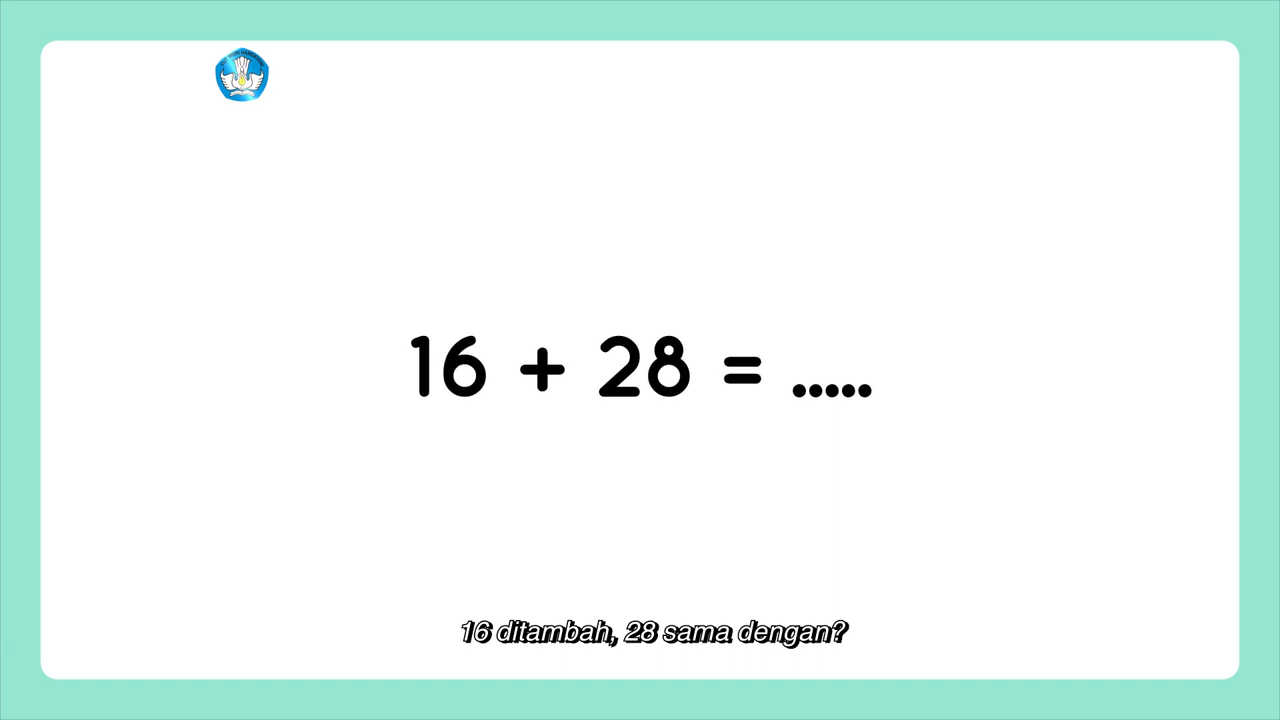 16 + 28 = .....
16 ditambah, 28 sama dengan?